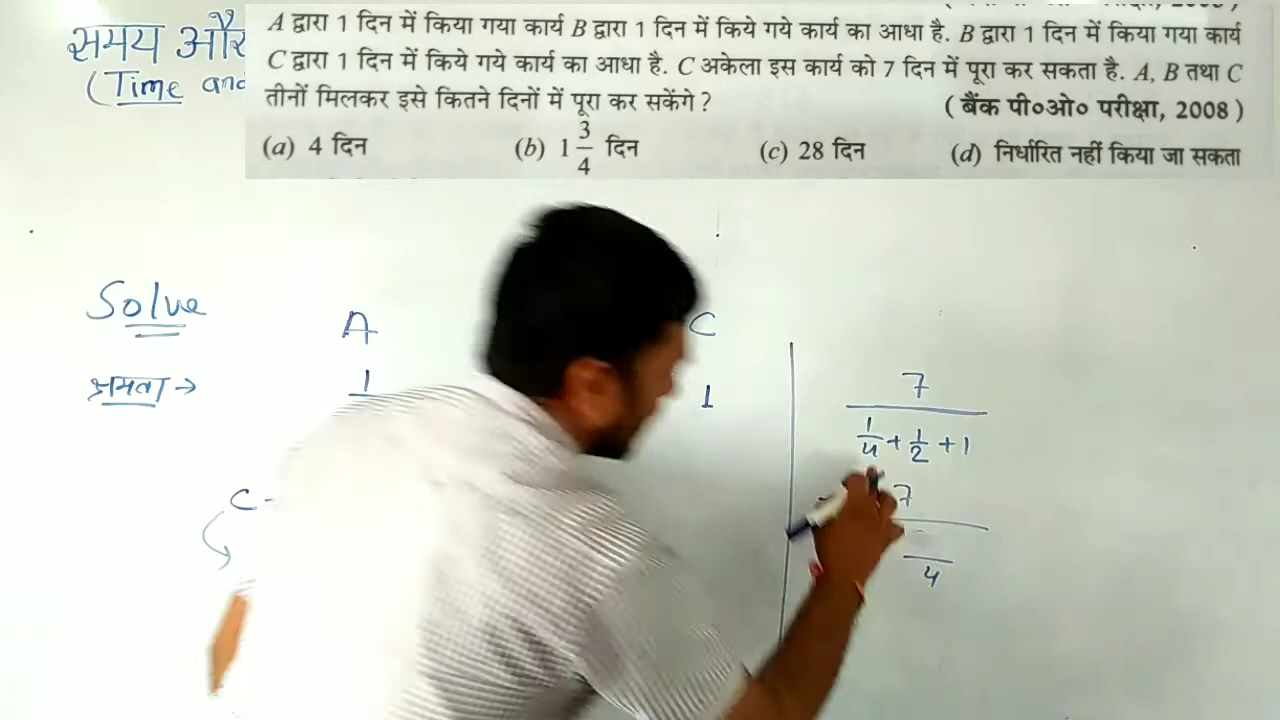 समय और
(Time and
A द्वारा 1 दिन में किया गया कार्य B द्वारा 1 दिन में किये गये कार्य का आधा है. B द्वारा 1 दिन में किया गया कार्य
C द्वारा 1 दिन में किये गये कार्य का आधा है. C अकेला इस कार्य को 7 दिन में पूरा कर सकता है. A, B तथा C
तीनों मिलकर इसे कितने दिनों में पूरा कर सकेंगे ? ( बैंक पी०ओ० परीक्षा, 2008 )
(a) 4 दिन (b) 1 3/4 दिन (c) 28 दिन (d) निर्धारित नहीं किया जा सकता
Solve
A C
क्षमता → 1 1
7
1/4 + 1/2 + 1
C - 7
4